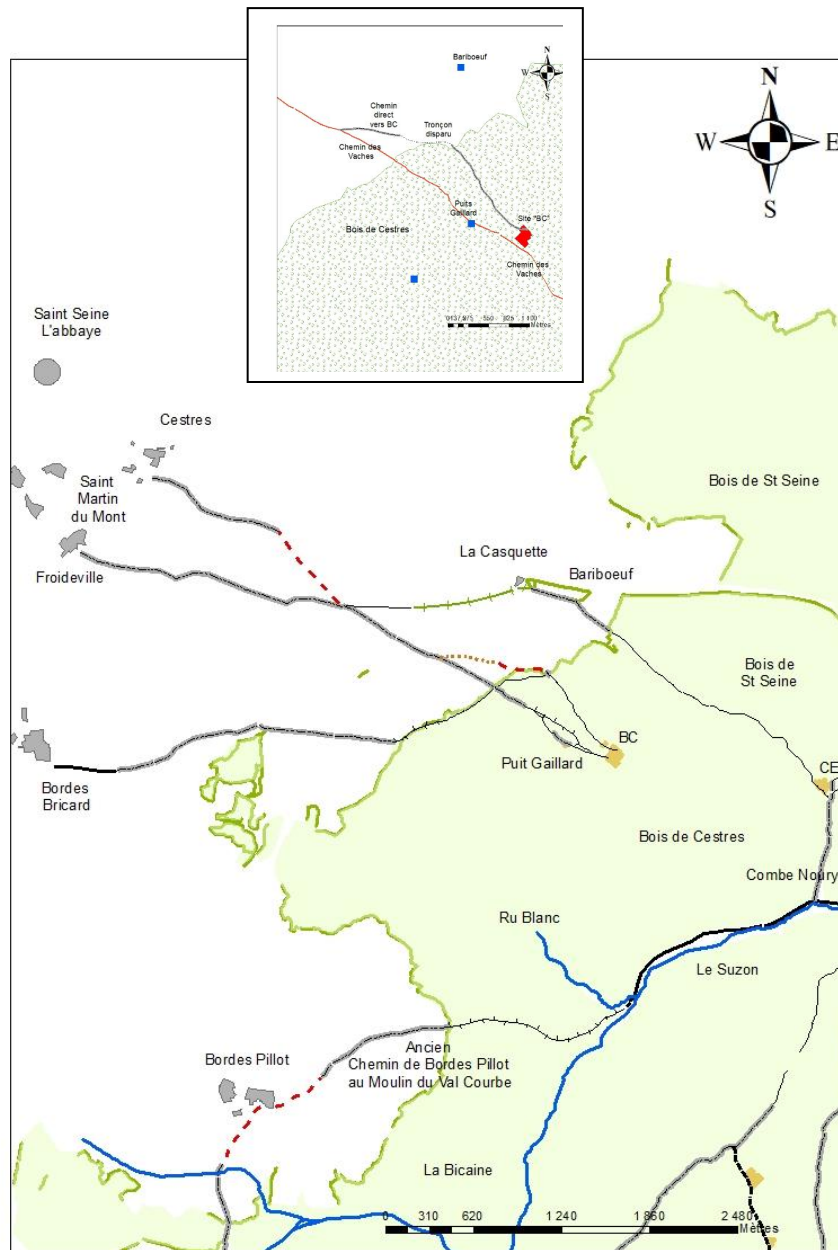 Bariboeuf
N
W
E
S
Chemin
direct
vers BC
Tronçon
disparu
Chemin des
Vaches
Puits
Gaillard
Bois de Cestres
Site "BC"
Chemin des
Vaches
550 825 1 100
Mètres
N
W E
S
Saint Seine
L'abbaye
Cestres
Saint
Martin
du Mont
Froideville
Bois de St Seine
La Casquette
Bariboeuf
Bois de
St Seine
BC
Puit Gaillard
Bordes
Bricard
Bois de Cestres
Combe Noury
Ru Blanc
Le Suzon
Ancien
Chemin de Bordes Pillot
au Moulin du Val Courbe
Bordes Pillot
La Bicaine
0 310 620 1 240 1 860 2 480
Mètres